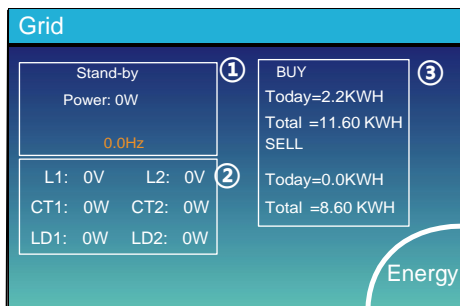 Grid
Stand-by
Power: 0W
0.0Hz
①
L1: 0V L2: 0V
CT1: 0W CT2: 0W
LD1: 0W LD2: 0W
②
BUY
Today=2.2KWH
Total =11.60 KWH
SELL
Today=0.0KWH
Total =8.60 KWH
③
Energy